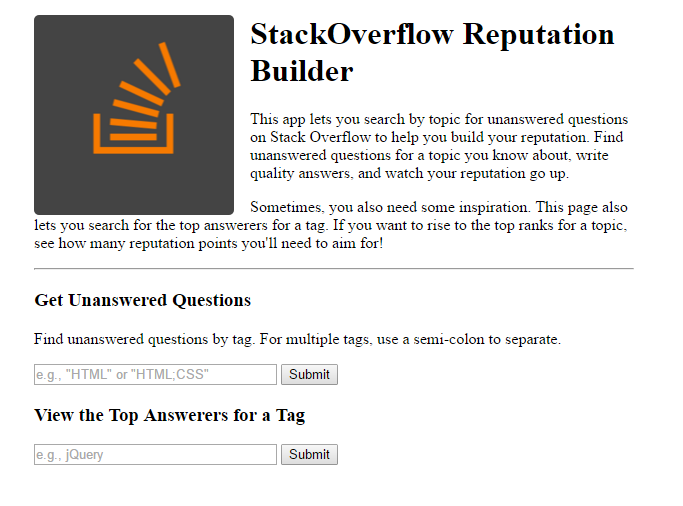 StackOverflow Reputation
Builder
This app lets you search by topic for unanswered questions
on Stack Overflow to help you build your reputation. Find
unanswered questions for a topic you know about, write
quality answers, and watch your reputation go up.
Sometimes, you also need some inspiration. This page also
lets you search for the top answerers for a tag. If you want to rise to the top ranks for a topic,
see how many reputation points you'll need to aim for!
Get Unanswered Questions
Find unanswered questions by tag. For multiple tags, use a semi-colon to separate.
e.g., "HTML" or "HTML;CSS" Submit
View the Top Answerers for a Tag
e.g., jQuery Submit